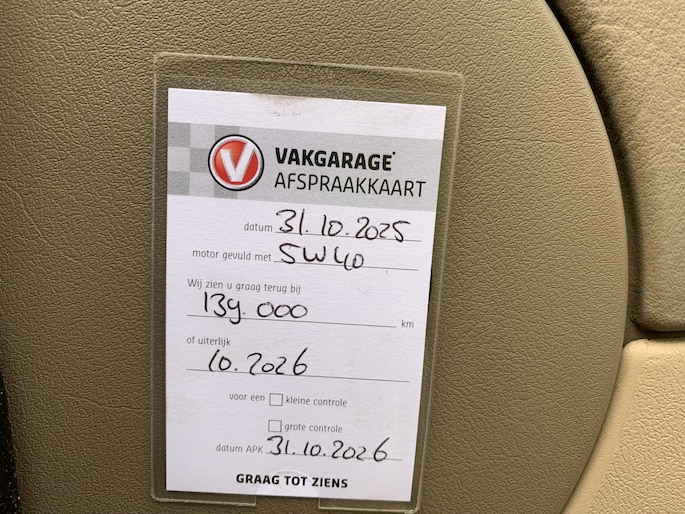 V VAKGARAGE
AFSPRAAKKAART
datum 31.10.2025
motor gevuld met 5W40
Wij zien u graag terug bij
139.000 km
of uiterlijk
10.2026
voor een kleine controle
grote controle
datum APK 31.10.2026
GRAAG TOT ZIENS